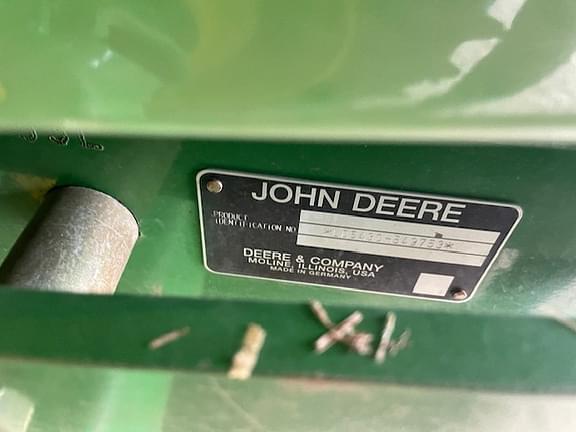 JOHN DEERE
PRODUCT
IDENTIFICATION NO
DEERE & COMPANY
MOLINE, ILLINOIS, USA
MADE IN GERMANY